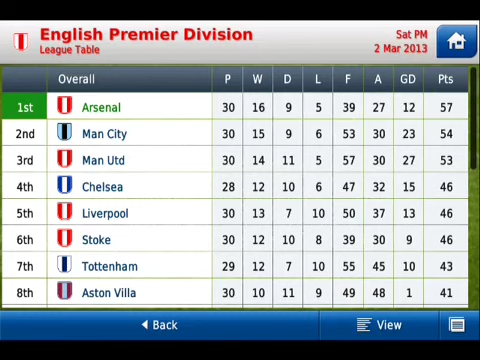 English Premier Division
League Table
Sat PM
2 Mar 2013
Overall P W D L F A GD Pts
1st Arsenal 30 16 9 5 39 27 12 57
2nd Man City 30 15 9 6 53 30 23 54
3rd Man Utd 30 14 11 5 57 30 27 53
4th Chelsea 28 12 10 6 47 32 15 46
5th Liverpool 30 13 7 10 50 37 13 46
6th Stoke 30 12 10 8 39 30 9 46
7th Tottenham 29 12 7 10 55 45 10 43
8th Aston Villa 30 10 11 9 49 48 1 41
Back View